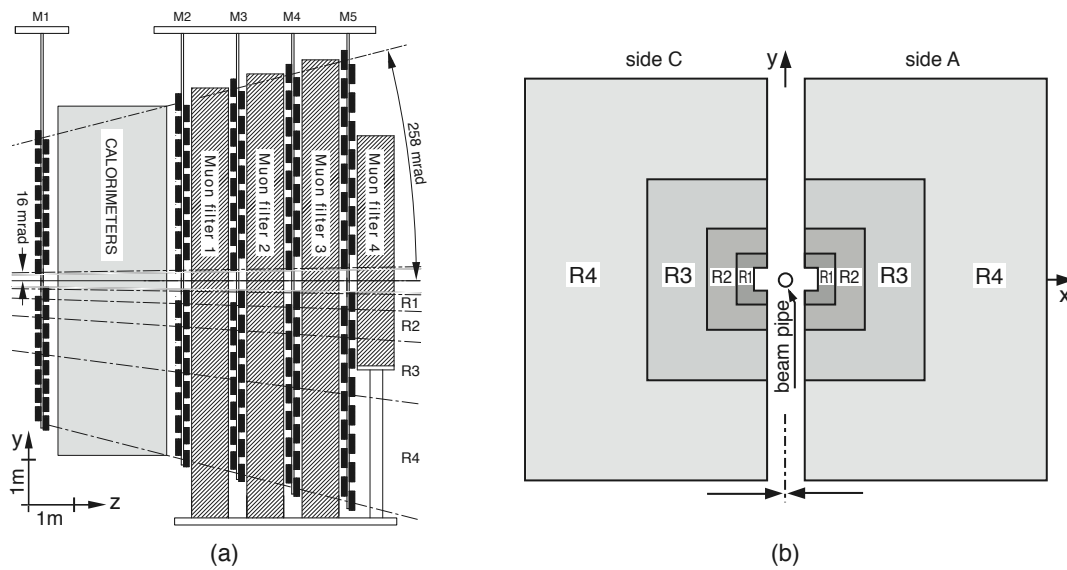 M1
M2
M3
M4
M5
CALORIMETERS
Muon filter 1
Muon filter 2
Muon filter 3
Muon filter 4
258 mrad
16 mrad
R1
R2
R3
R4
y
1m
1m
z
(a)
side C
y
side A
R4
R3
R2
R1
R1
R2
R3
R4
x
beam pipe
(b)